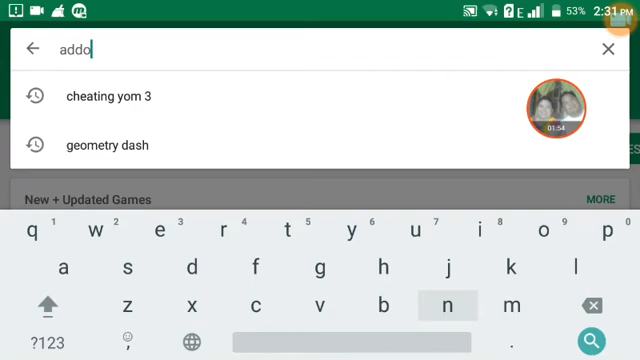 E 53% 2:31 PM
addo
cheating yom 3
01:54
geometry dash
ES
New + Updated Games MORE
q 1 w 2 e 3 r 4 t 5 y 6 u 7 i 8 o 9 p 0
a s d f g h j k l
z x c v b n m
?123 , .